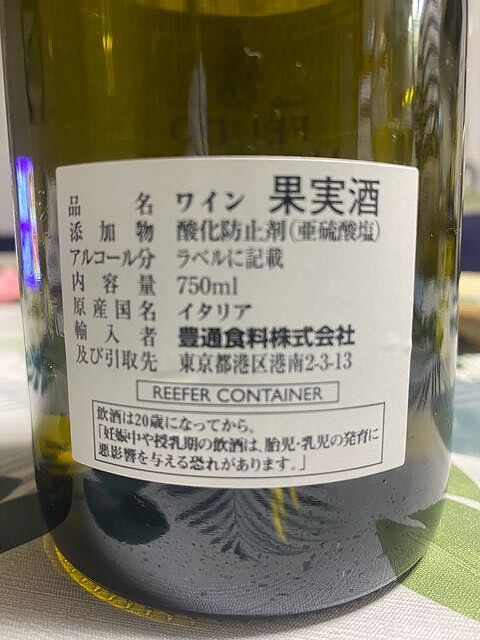 品名 ワイン 果実酒
添加物 酸化防止剤(亜硫酸塩)
アルコール分 ラベルに記載
内容量 750ml
原産国名 イタリア
輸入者 豊通食料株式会社
及び引取先 東京都港区港南2-3-13
REEFER CONTAINER
飲酒は20歳になってから。
「妊娠中や授乳期の飲酒は、胎児・乳児の発育に
悪影響を与える恐れがあります。」